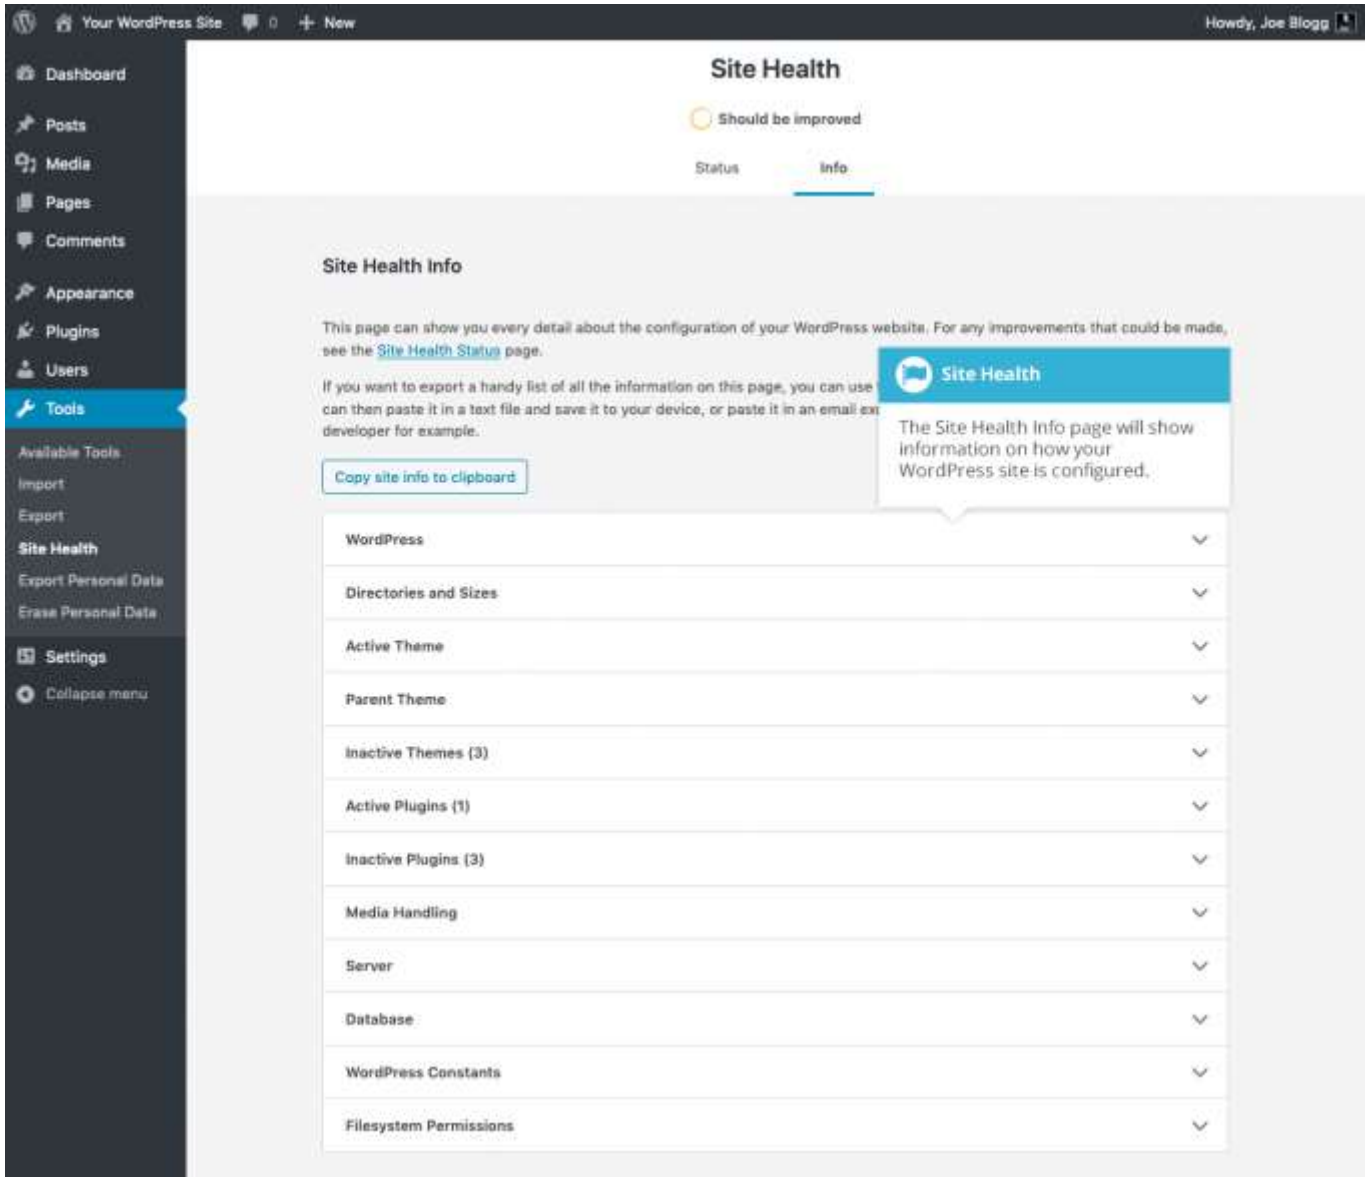 Your WordPress Site 0 New Howdy, Joe Blogg
Dashboard
Posts
Media
Pages
Comments
Appearance
Plugins
Users
Tools
Available Tools
Import
Export
Site Health
Export Personal Data
Erase Personal Data
Settings
Collapse menu
Site Health
Should be improved
Status Info
Site Health Info
This page can show you every detail about the configuration of your WordPress website. For any improvements that could be made,
see the Site Health Status page.
If you want to export a handy list of all the information on this page, you can use
can then paste it in a text file and save it to your device, or paste it in an email
developer for example.
Copy site info to clipboard
Site Health
The Site Health Info page will show
information on how your
WordPress site is configured.
WordPress
Directories and Sizes
Active Theme
Parent Theme
Inactive Themes (3)
Active Plugins (1)
Inactive Plugins (3)
Media Handling
Server
Database
WordPress Constants
Filesystem Permissions